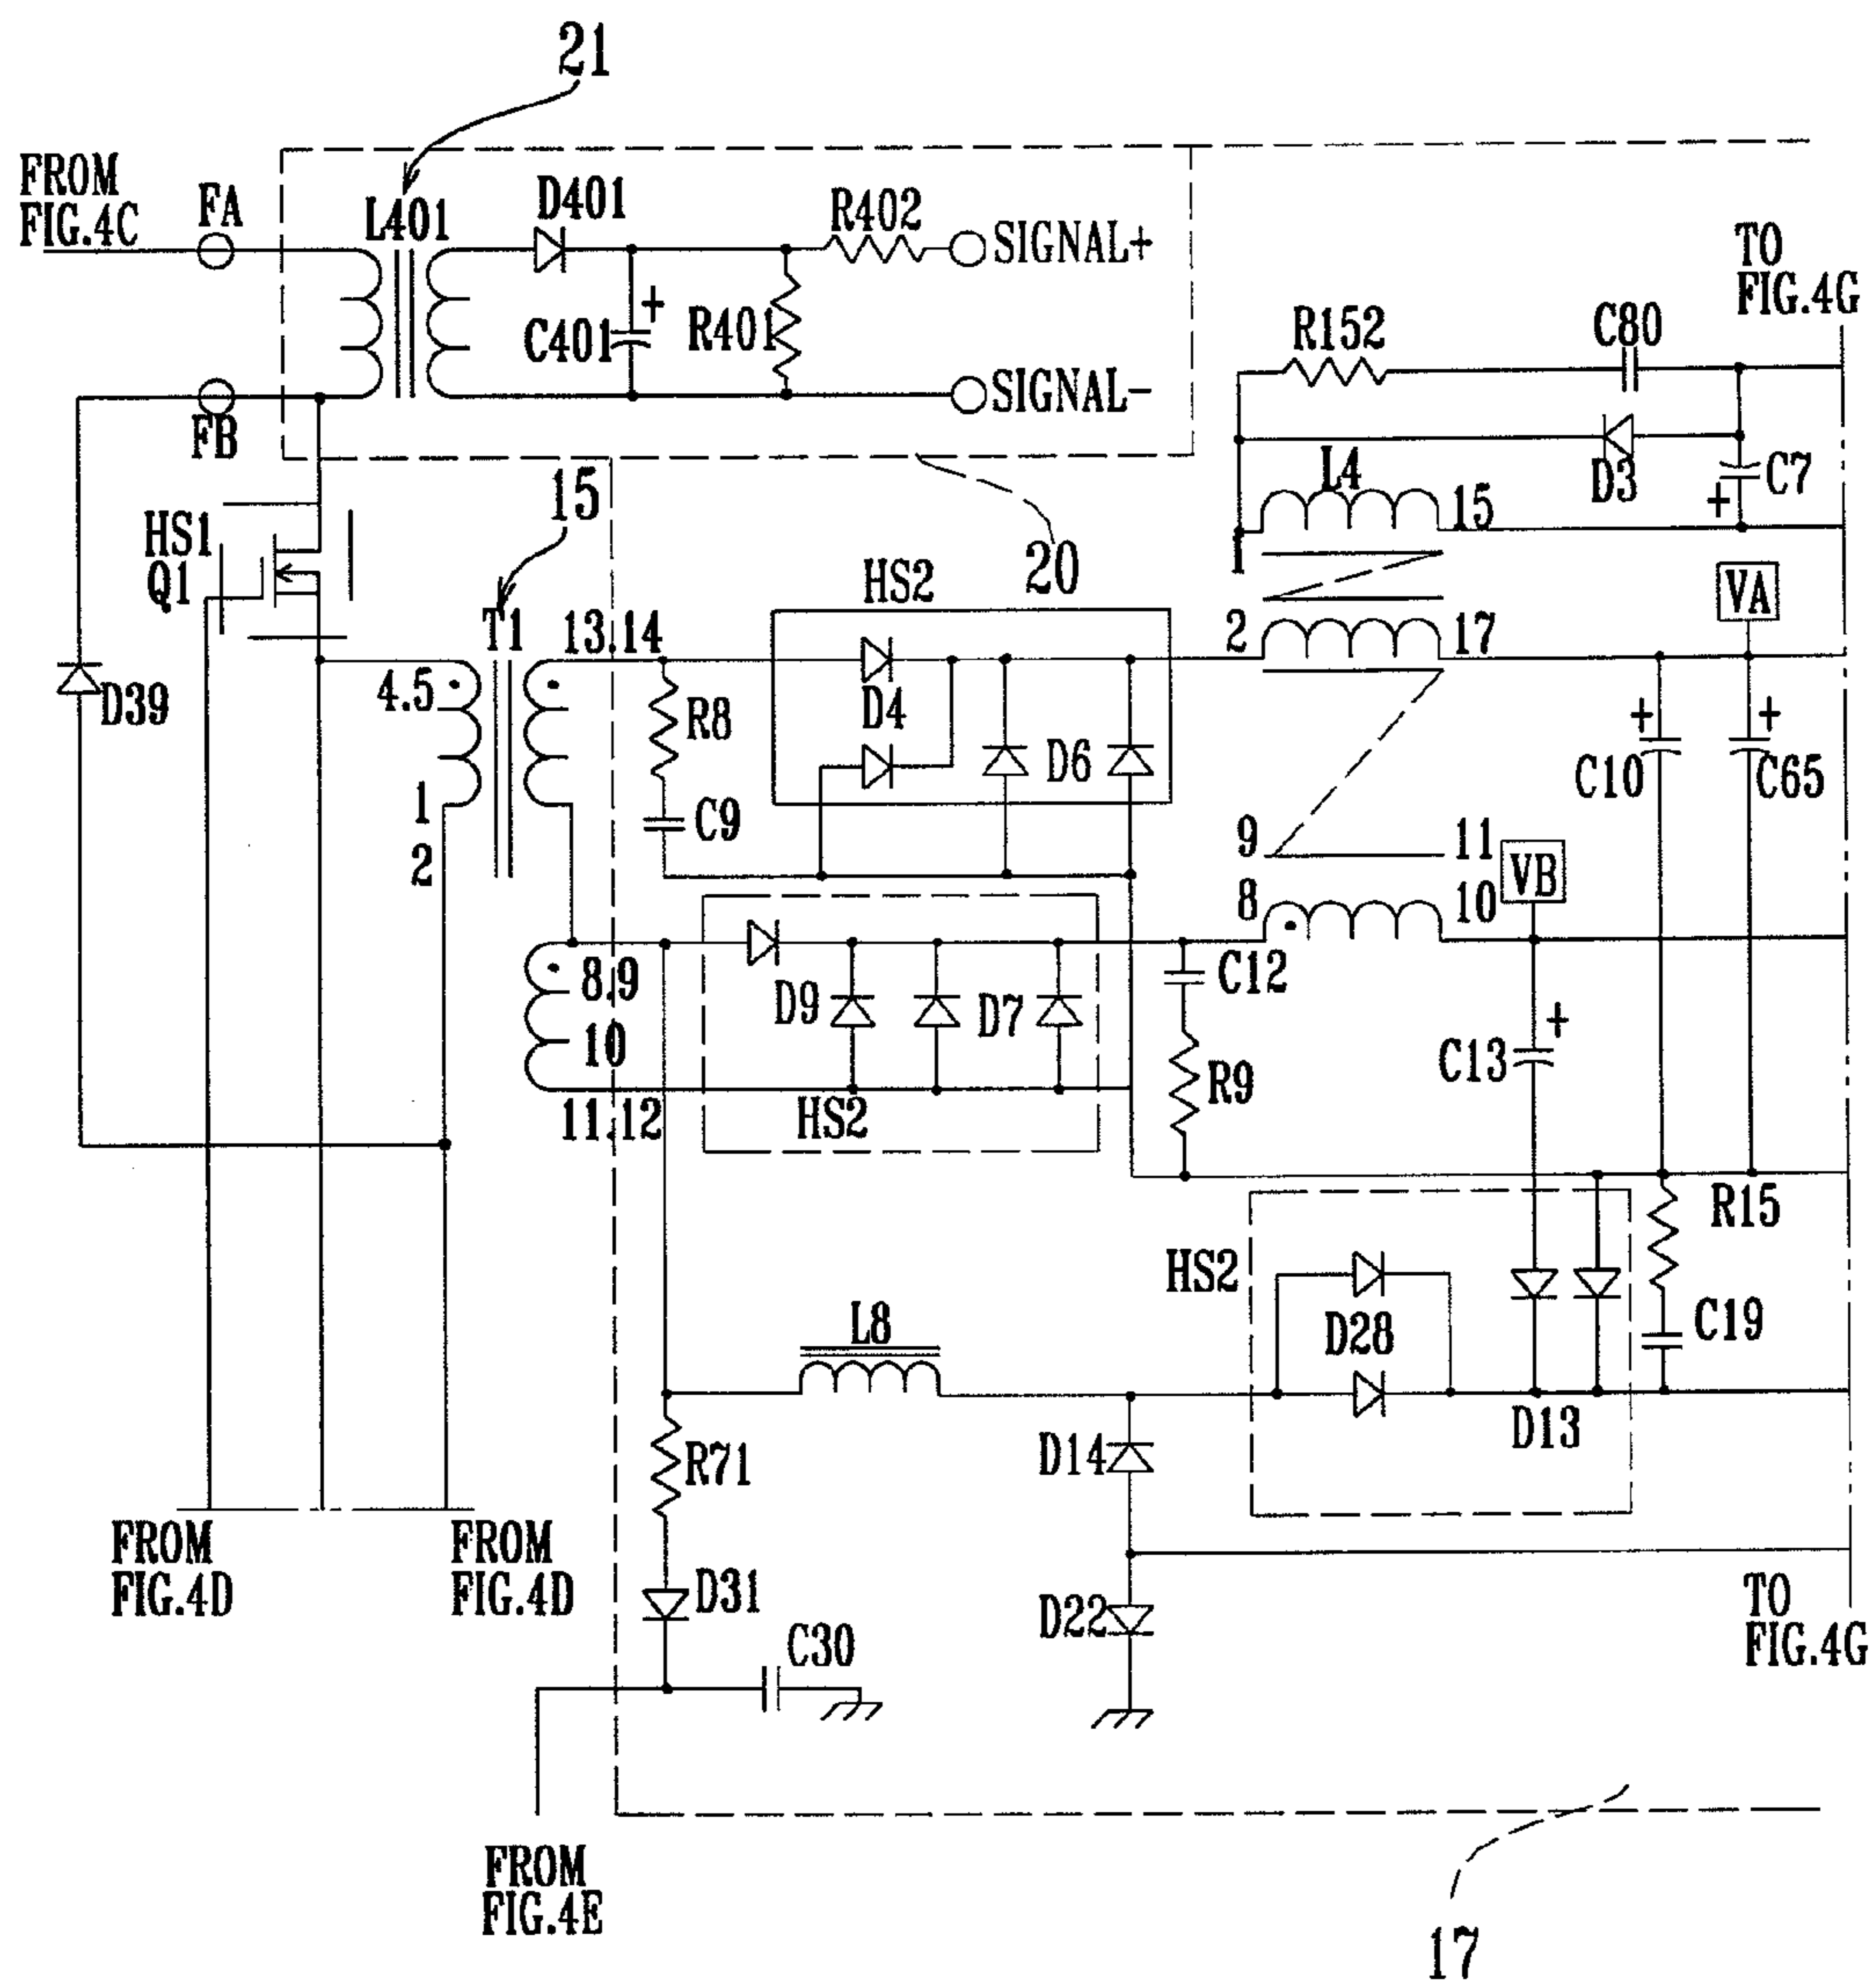 21
FROM
FIG.4C
FA
L401
D401
R402
SIGNAL+
TO
FIG.4G
C401
+
R401
R152
C80
FB
SIGNAL-
D3
C7
+
L4
15
1
HS1
Q1
15
20
HS2
VA
T1
13.14
2
17
4.5
D39
R8
D4
D6
+
+
C10
C65
1
2
C9
9
11
VB
8
10
8.9
D9
D7
C12
10
C13
+
R9
11.12
HS2
R15
HS2
L8
D28
C19
D13
R71
D14
FROM
FIG.4D
FROM
FIG.4D
D31
D22
TO
FIG.4G
C30
FROM
FIG.4E
17